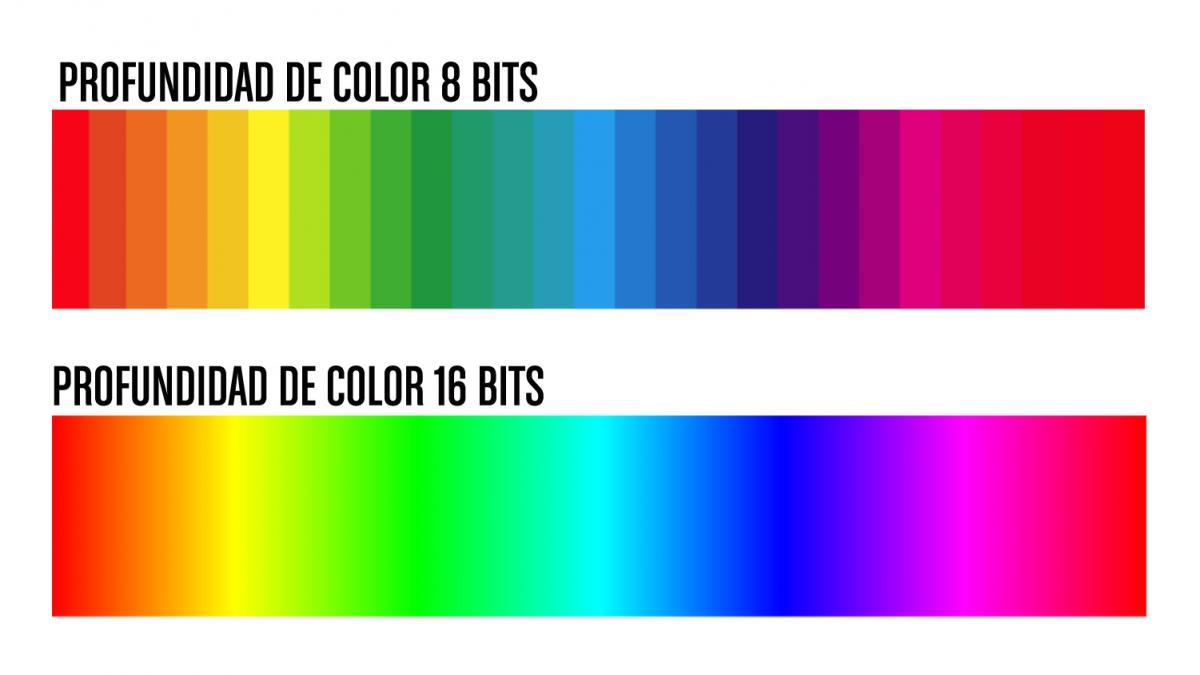 PROFUNDIDAD DE COLOR 8 BITS
PROFUNDIDAD DE COLOR 16 BITS